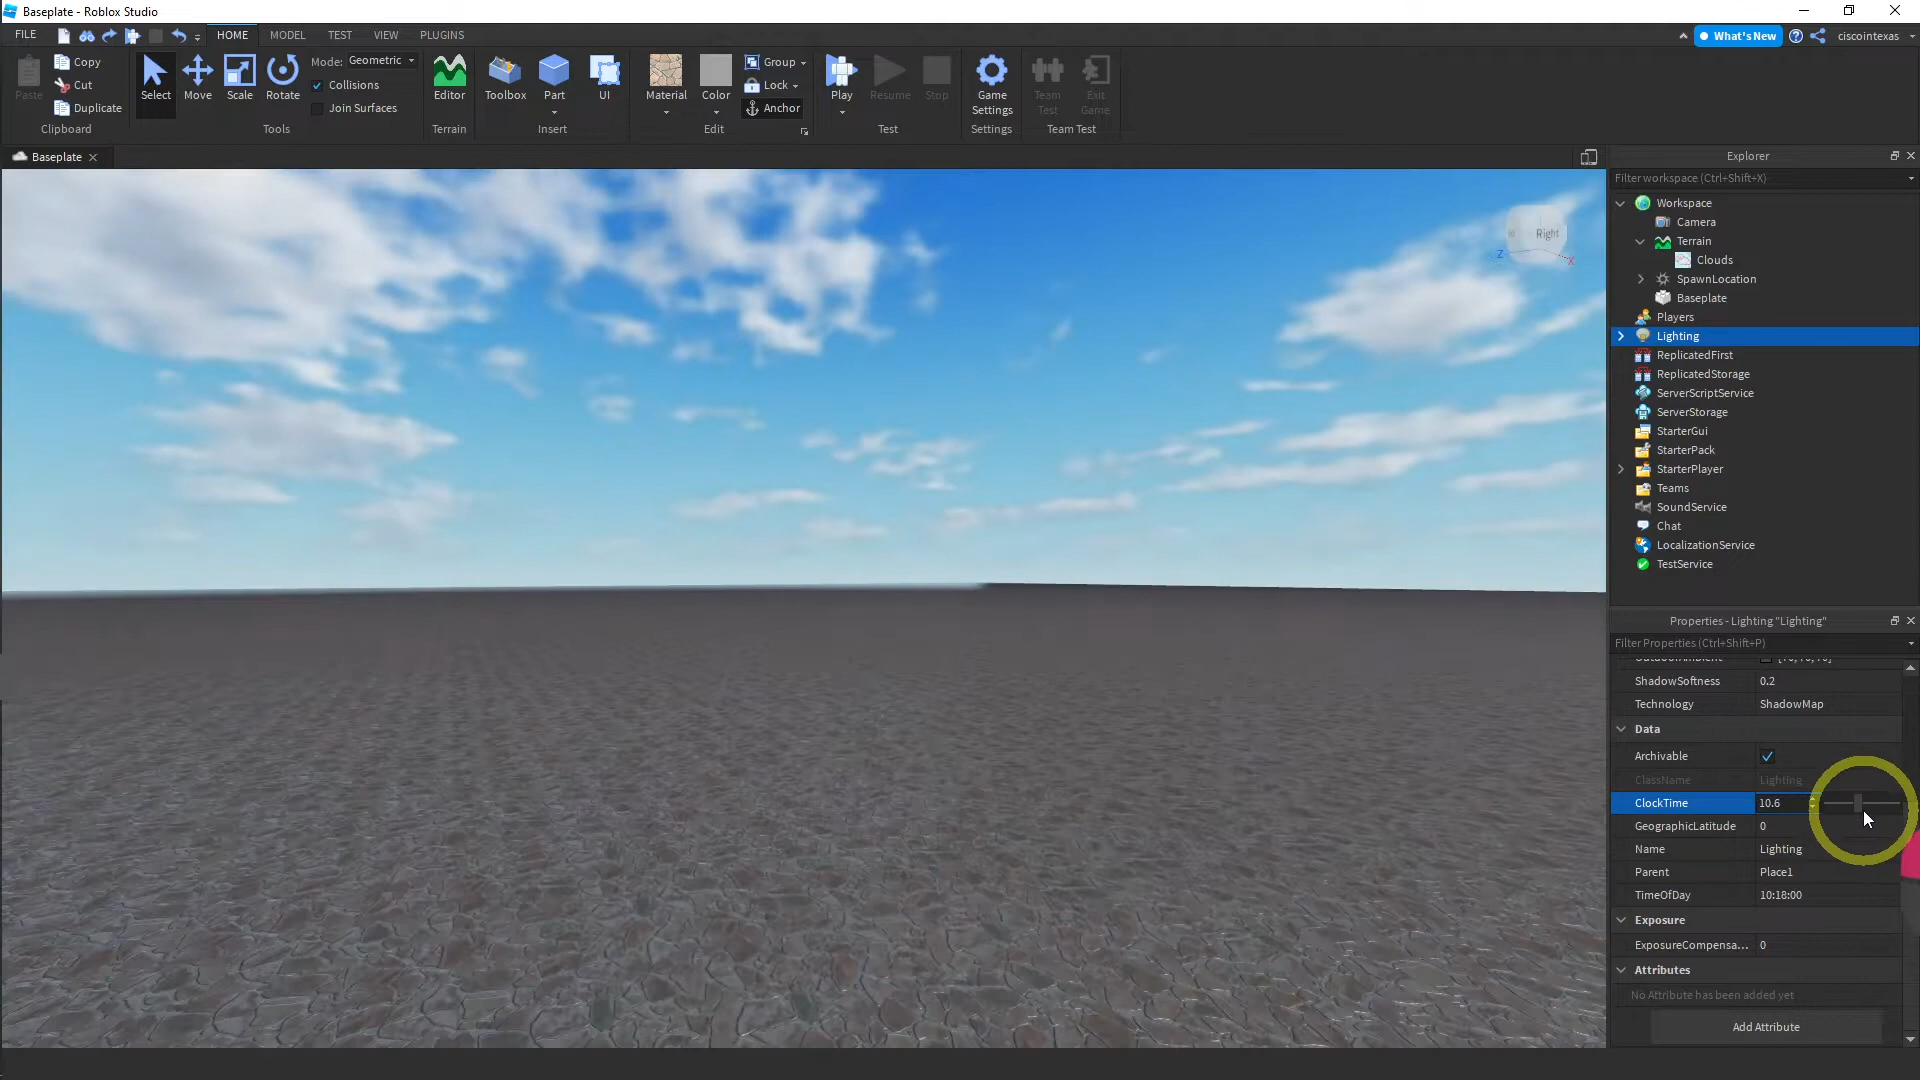 Baseplate - Roblox Studio
FILE HOME MODEL TEST VIEW PLUGINS What's New ciscointexas
Paste Copy Cut Duplicate Clipboard
Select Move Scale Rotate Mode: Geometric Collisions Join Surfaces Tools
Editor Terrain
Toolbox Part UI Insert
Material Color Group Lock Anchor Edit
Play Resume Stop Test
Game Settings Settings
Team Test Exit Game Team Test
Baseplate
Right
Z X
Explorer
Filter workspace (Ctrl+Shift+X)
Workspace
Camera
Terrain
Clouds
SpawnLocation
Baseplate
Players
Lighting
ReplicatedFirst
ReplicatedStorage
ServerScriptService
ServerStorage
StarterGui
StarterPack
StarterPlayer
Teams
SoundService
Chat
LocalizationService
TestService
Properties - Lighting "Lighting"
Filter Properties (Ctrl+Shift+P)
ShadowSoftness 0.2
Technology ShadowMap
Data
Archivable
ClassName Lighting
ClockTime 10.6
GeographicLatitude 0
Name Lighting
Parent Place1
TimeOfDay 10:18:00
Exposure
ExposureCompensa... 0
Attributes
No Attribute has been added yet
Add Attribute